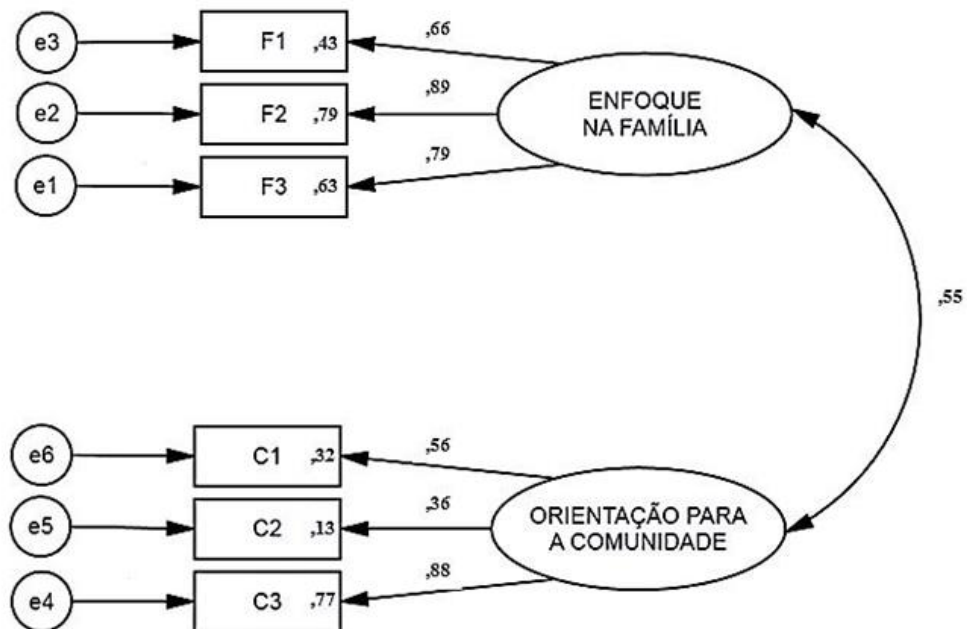 e3 F1 ,43 ,66
e2 F2 ,79 ,89
e1 F3 ,63 ,79
ENFOQUE
NA FAMÍLIA
,55
e6 C1 ,32 ,56
e5 C2 ,13 ,36
e4 C3 ,77 ,88
ORIENTAÇÃO PARA
A COMUNIDADE